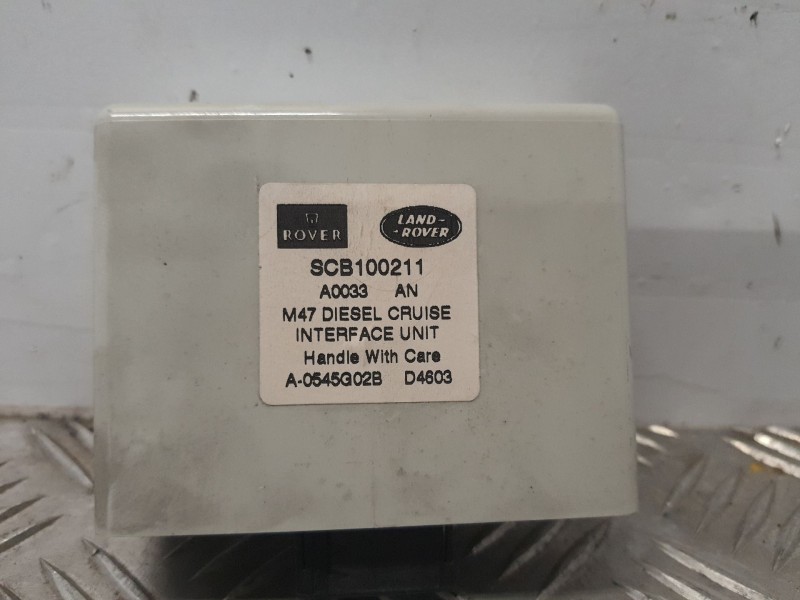 ROVER
LAND-
-ROVER
SCB100211
A0033 AN
M47 DIESEL CRUISE
INTERFACE UNIT
Handle With Care
A-0545G02B D4603